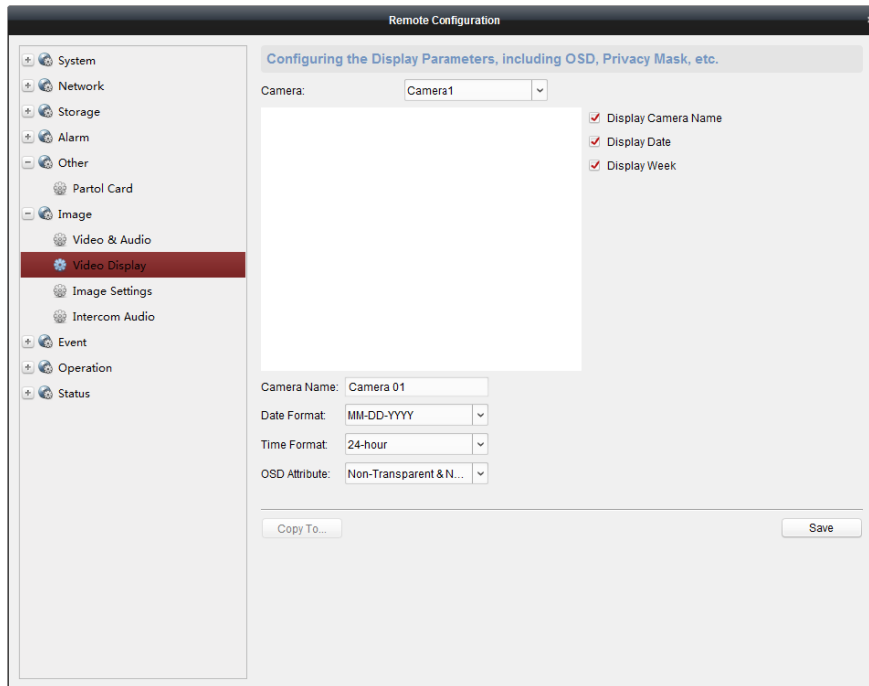 Remote Configuration
System
Network
Storage
Alarm
Other
Partol Card
Image
Video & Audio
Video Display
Image Settings
Intercom Audio
Event
Operation
Status
Configuring the Display Parameters, including OSD, Privacy Mask, etc.
Camera: Camera1
Display Camera Name
Display Date
Display Week
Camera Name: Camera 01
Date Format: MM-DD-YYYY
Time Format: 24-hour
OSD Attribute: Non-Transparent & N...
Copy To... Save